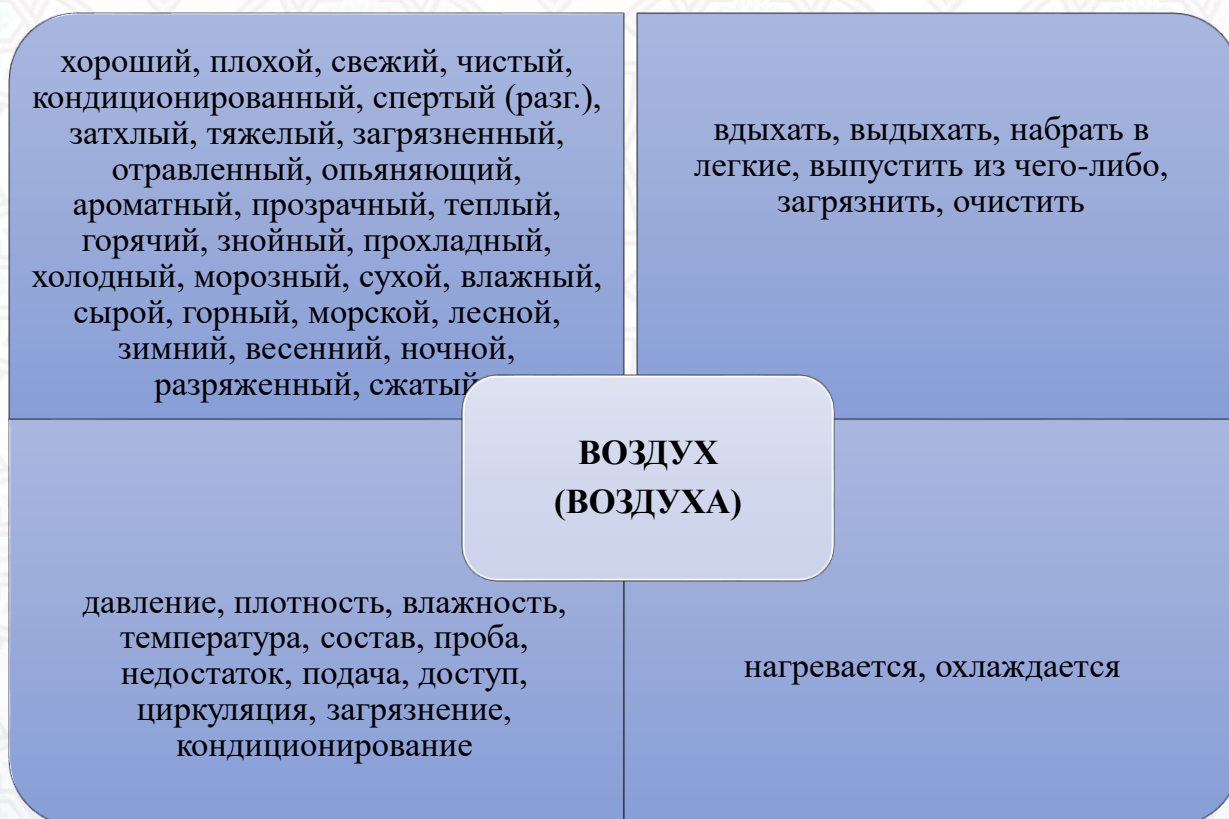 хороший, плохой, свежий, чистый,
кондиционированный, спертый (разг.),
затхлый, тяжелый, загрязненный,
отравленный, опьяняющий,
ароматный, прозрачный, теплый,
горячий, знойный, прохладный,
холодный, морозный, сухой, влажный,
сырой, горный, морской, лесной,
зимний, весенний, ночной,
разряженный, сжатый
вдыхать, выдыхать, набрать в
легкие, выпустить из чего-либо,
загрязнить, очистить
ВОЗДУХ
(ВОЗДУХА)
давление, плотность, влажность,
температура, состав, проба,
недостаток, подача, доступ,
циркуляция, загрязнение,
кондиционирование
нагревается, охлаждается